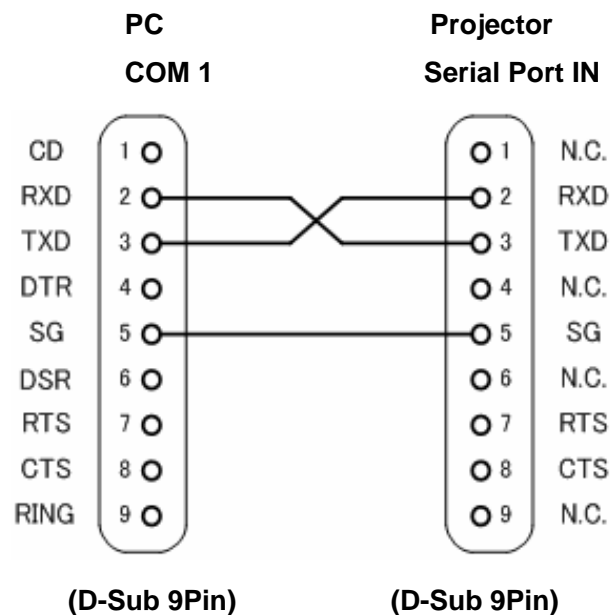 PC Projector
COM 1 Serial Port IN
CD 1 1 N.C.
RXD 2 2 RXD
TXD 3 3 TXD
DTR 4 4 N.C.
SG 5 5 SG
DSR 6 6 N.C.
RTS 7 7 RTS
CTS 8 8 CTS
RING 9 9 N.C.
(D-Sub 9Pin) (D-Sub 9Pin)